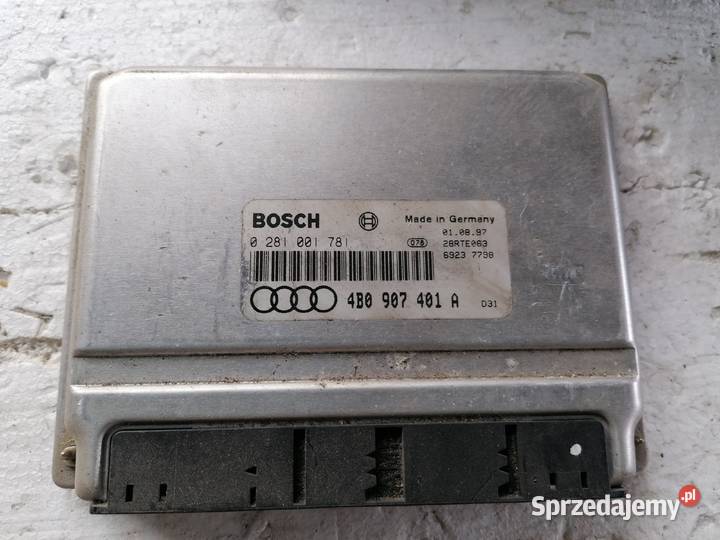 BOSCH
Made in Germany
01.08.97
0 281 001 781
078
28RTE063
6923 7798
4B0 907 401 A
D31
Sprzedajemy.pl